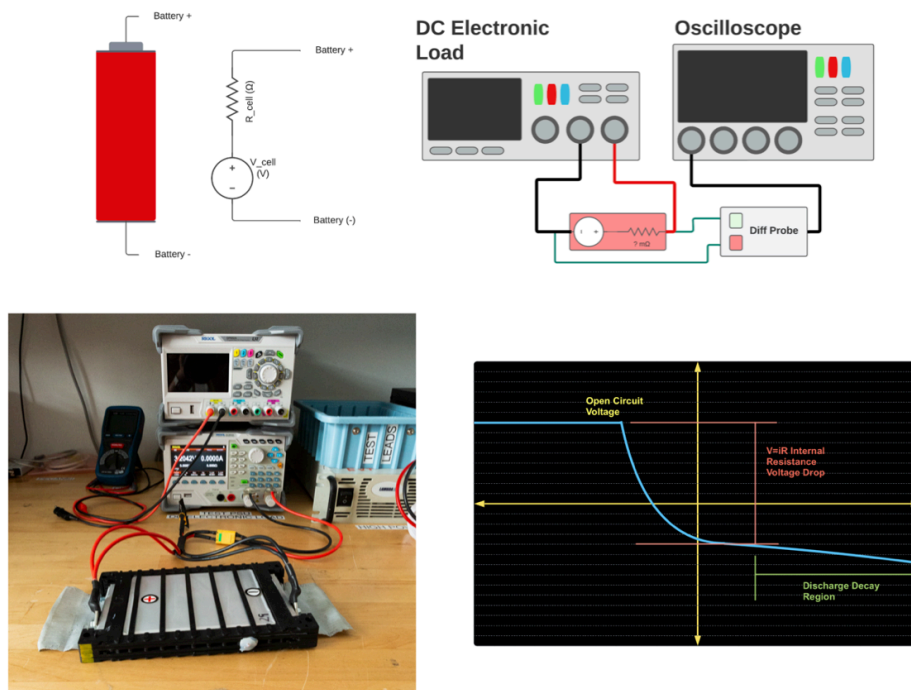 Battery +
Battery +
R_cell (Ω)
V_cell
(V)
+
−
Battery (-)
Battery -
DC Electronic
Load
Oscilloscope
? mΩ
Diff Probe
RIGOL
TEST
LEADS
0.0000A
Open Circuit
Voltage
V=iR Internal
Resistance
Voltage Drop
Discharge Decay
Region